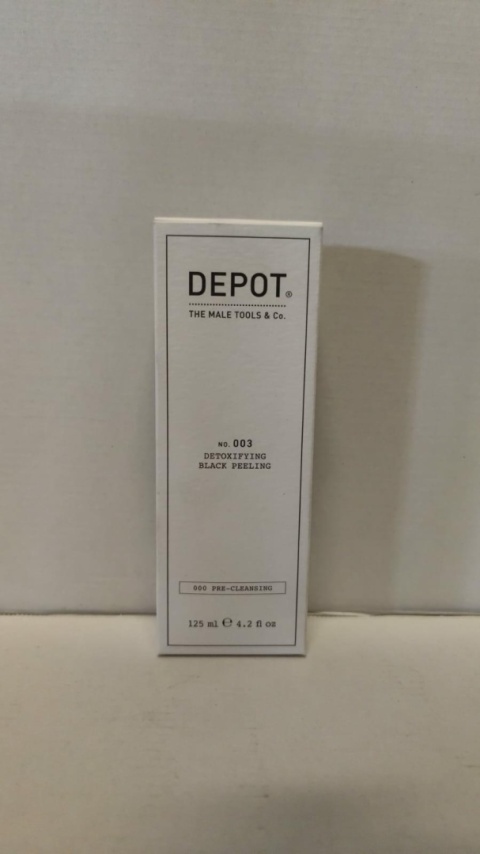 DEPOT®
THE MALE TOOLS & Co.
NO. 003
DETOXIFYING
BLACK PEELING
000 PRE-CLEANSING
125 ml ℮ 4.2 fl oz